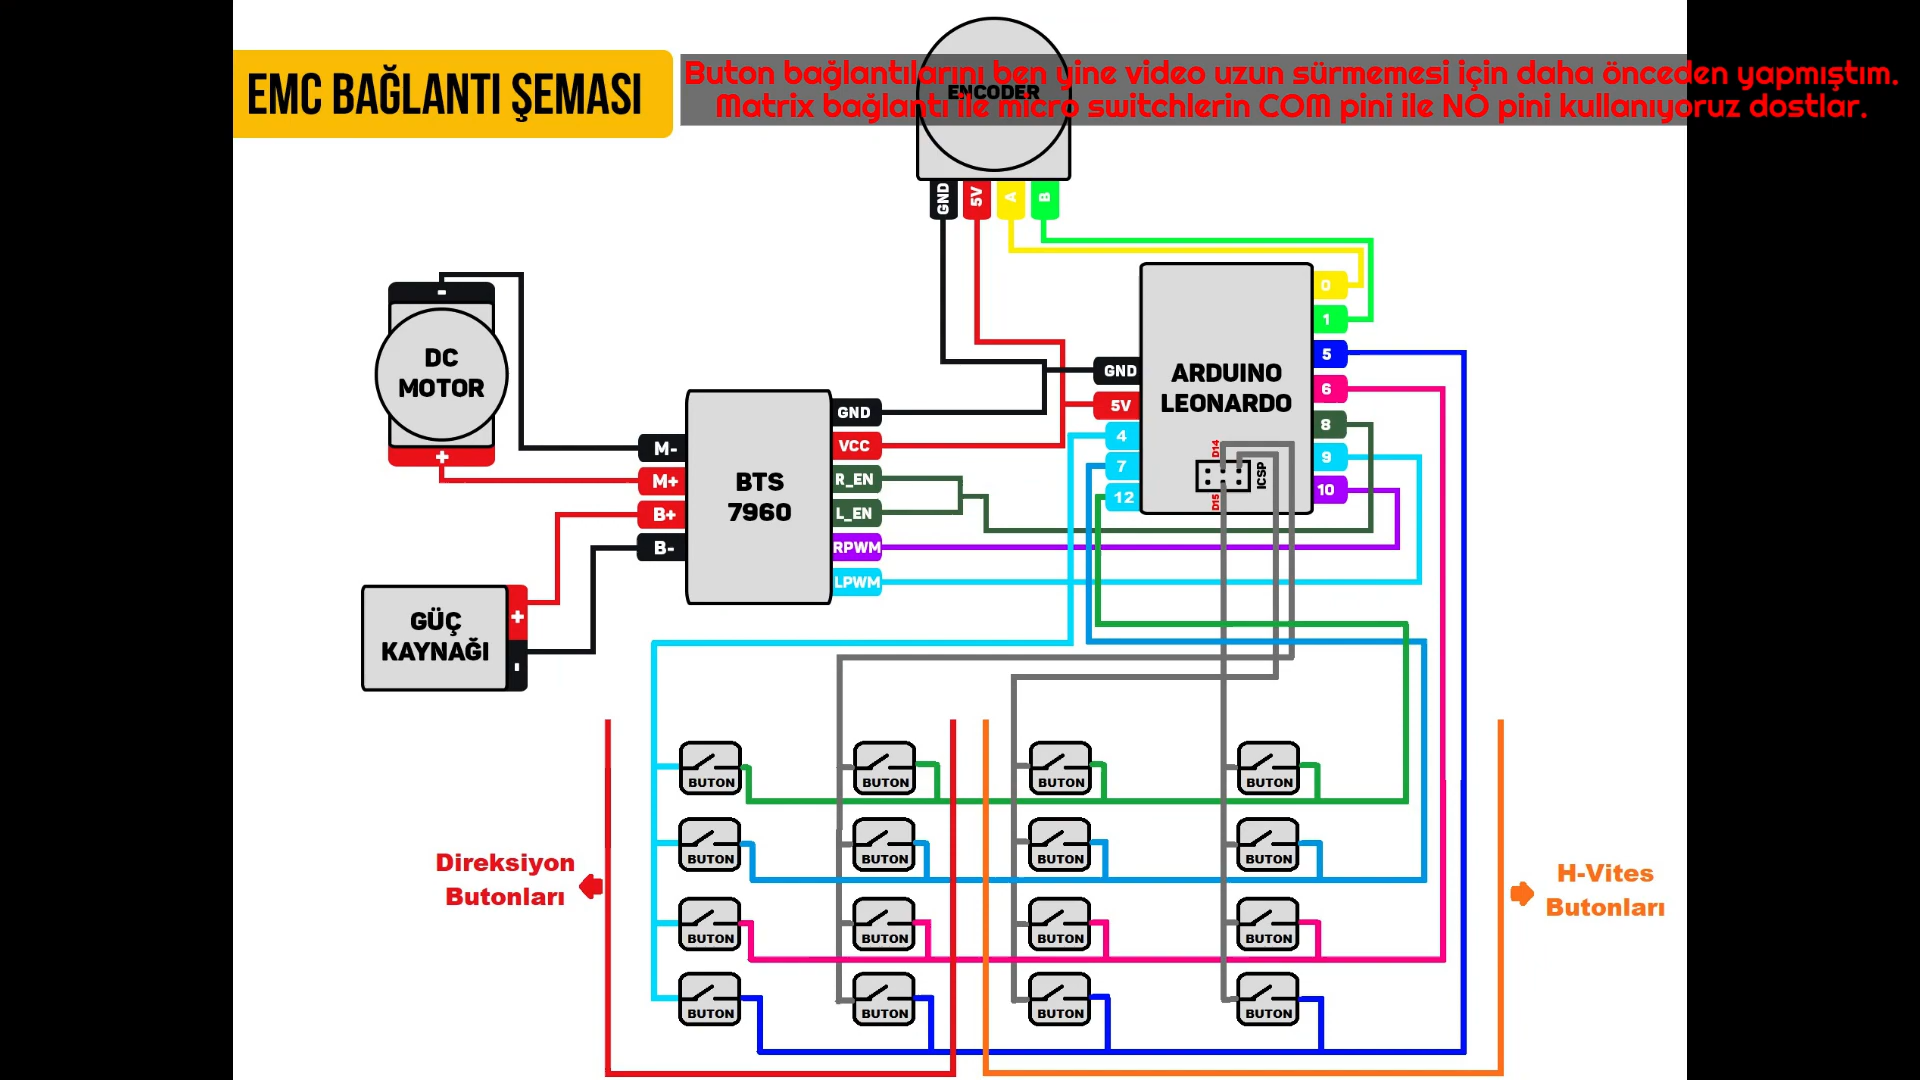 EMC BAĞLANTI ŞEMASI
Buton bağlantılarını ben yine video uzun sürmemesi için daha önceden yapmıştım.
Matrix bağlantı ile micro switchlerin COM pini ile NO pini kullanıyoruz dostlar.
ENCODER
GND 5V A B
DC
MOTOR
-
+
GÜÇ
KAYNAĞI
+
-
M-
M+
B+
B-
BTS
7960
GND
VCC
R_EN
L_EN
RPWM
LPWM
ARDUINO
LEONARDO
GND
5V
4
7
12
D14
ICSP
D15
0
1
5
6
8
9
10
BUTON BUTON BUTON BUTON
BUTON BUTON BUTON BUTON
BUTON BUTON BUTON BUTON
BUTON BUTON BUTON BUTON
Direksiyon
Butonları
H-Vites
Butonları